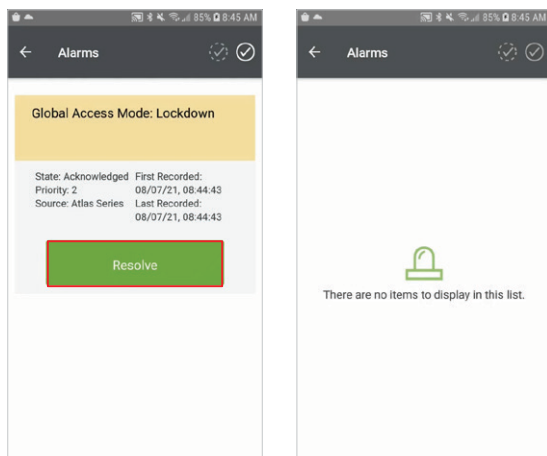 85% 8:45 AM
Alarms
Global Access Mode: Lockdown
State: Acknowledged
Priority: 2
Source: Atlas Series
First Recorded:
08/07/21, 08:44:43
Last Recorded:
08/07/21, 08:44:43
Resolve
85% 8:45 AM
Alarms
There are no items to display in this list.